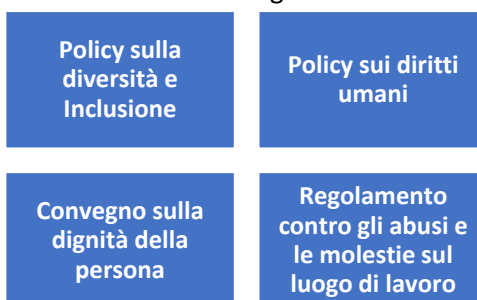 Policy sulla
diversità e
Inclusione
Policy sui diritti
umani
Convegno sulla
dignità della
persona
Regolamento
contro gli abusi e
le molestie sul
luogo di lavoro